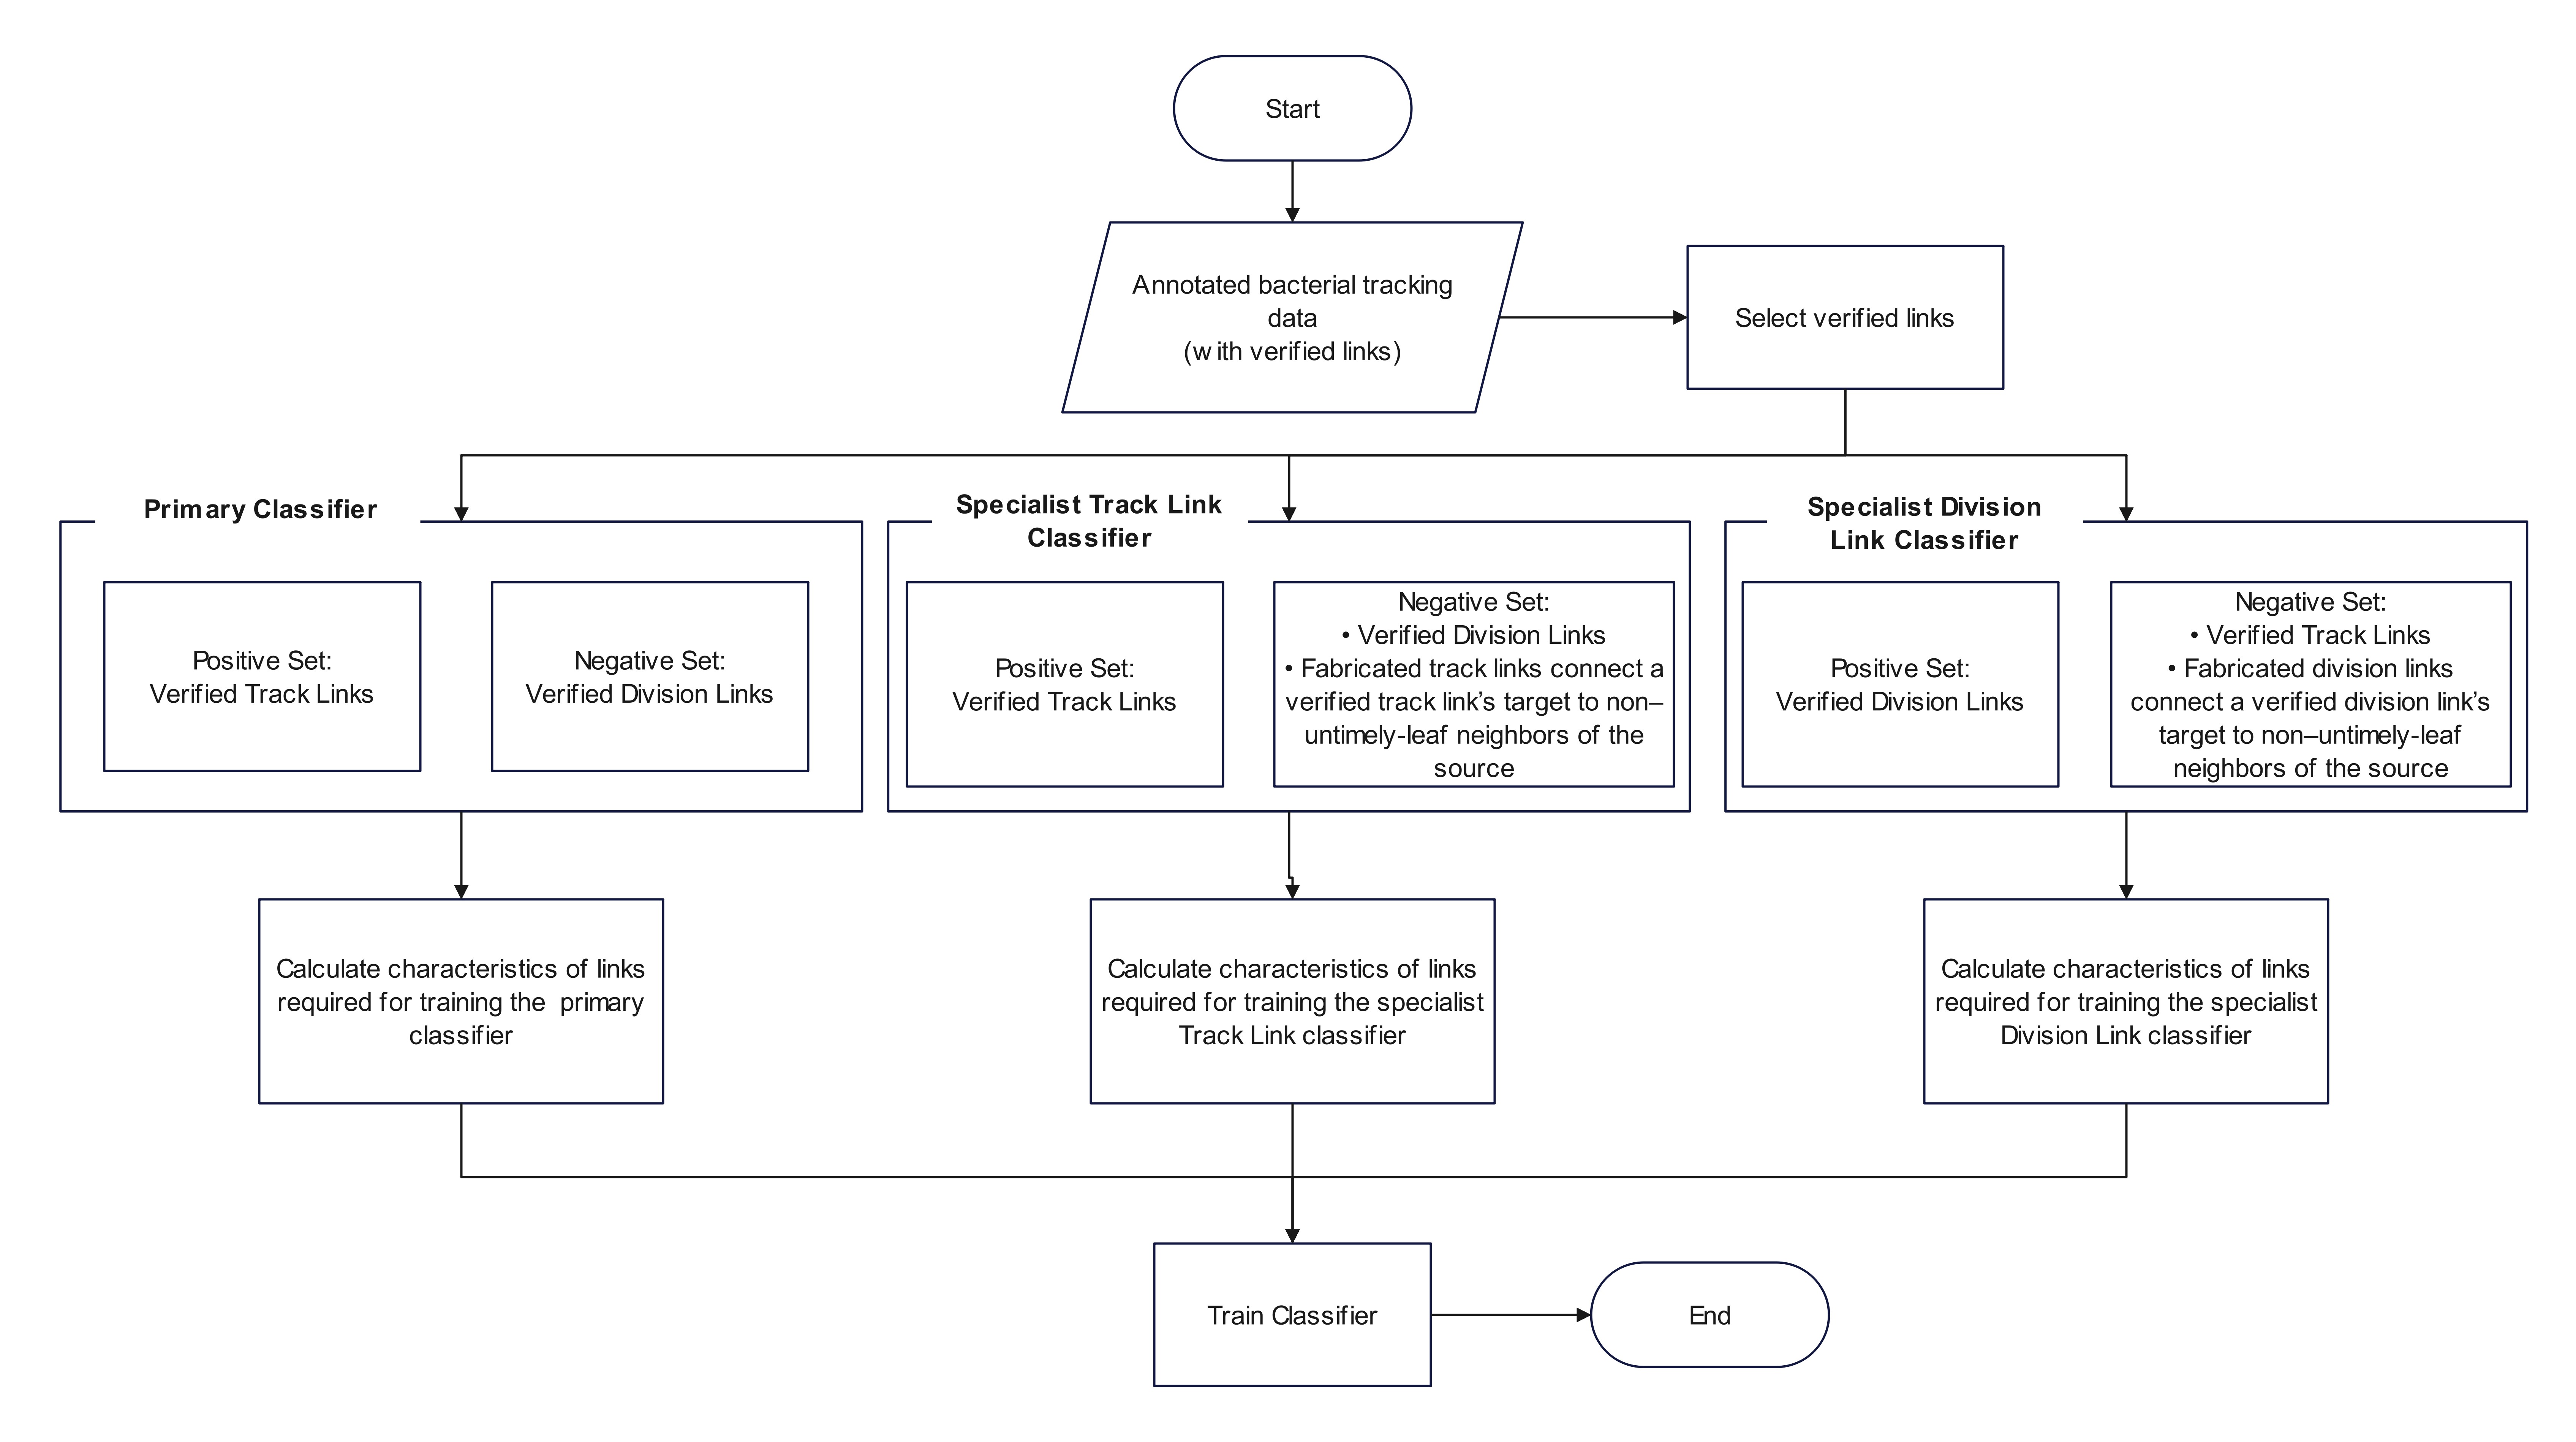 Start
Annotated bacterial tracking
data
(with verified links)
Select verified links
Primary Classifier
Positive Set:
Verified Track Links
Negative Set:
Verified Division Links
Specialist Track Link
Classifier
Positive Set:
Verified Track Links
Negative Set:
• Verified Division Links
• Fabricated track links connect a
verified track link’s target to non–
untimely-leaf neighbors of the
source
Specialist Division
Link Classifier
Positive Set:
Verified Division Links
Negative Set:
• Verified Track Links
• Fabricated division links
connect a verified division link’s
target to non–untimely-leaf
neighbors of the source
Calculate characteristics of links
required for training the primary
classifier
Calculate characteristics of links
required for training the specialist
Track Link classifier
Calculate characteristics of links
required for training the specialist
Division Link classifier
Train Classifier
End